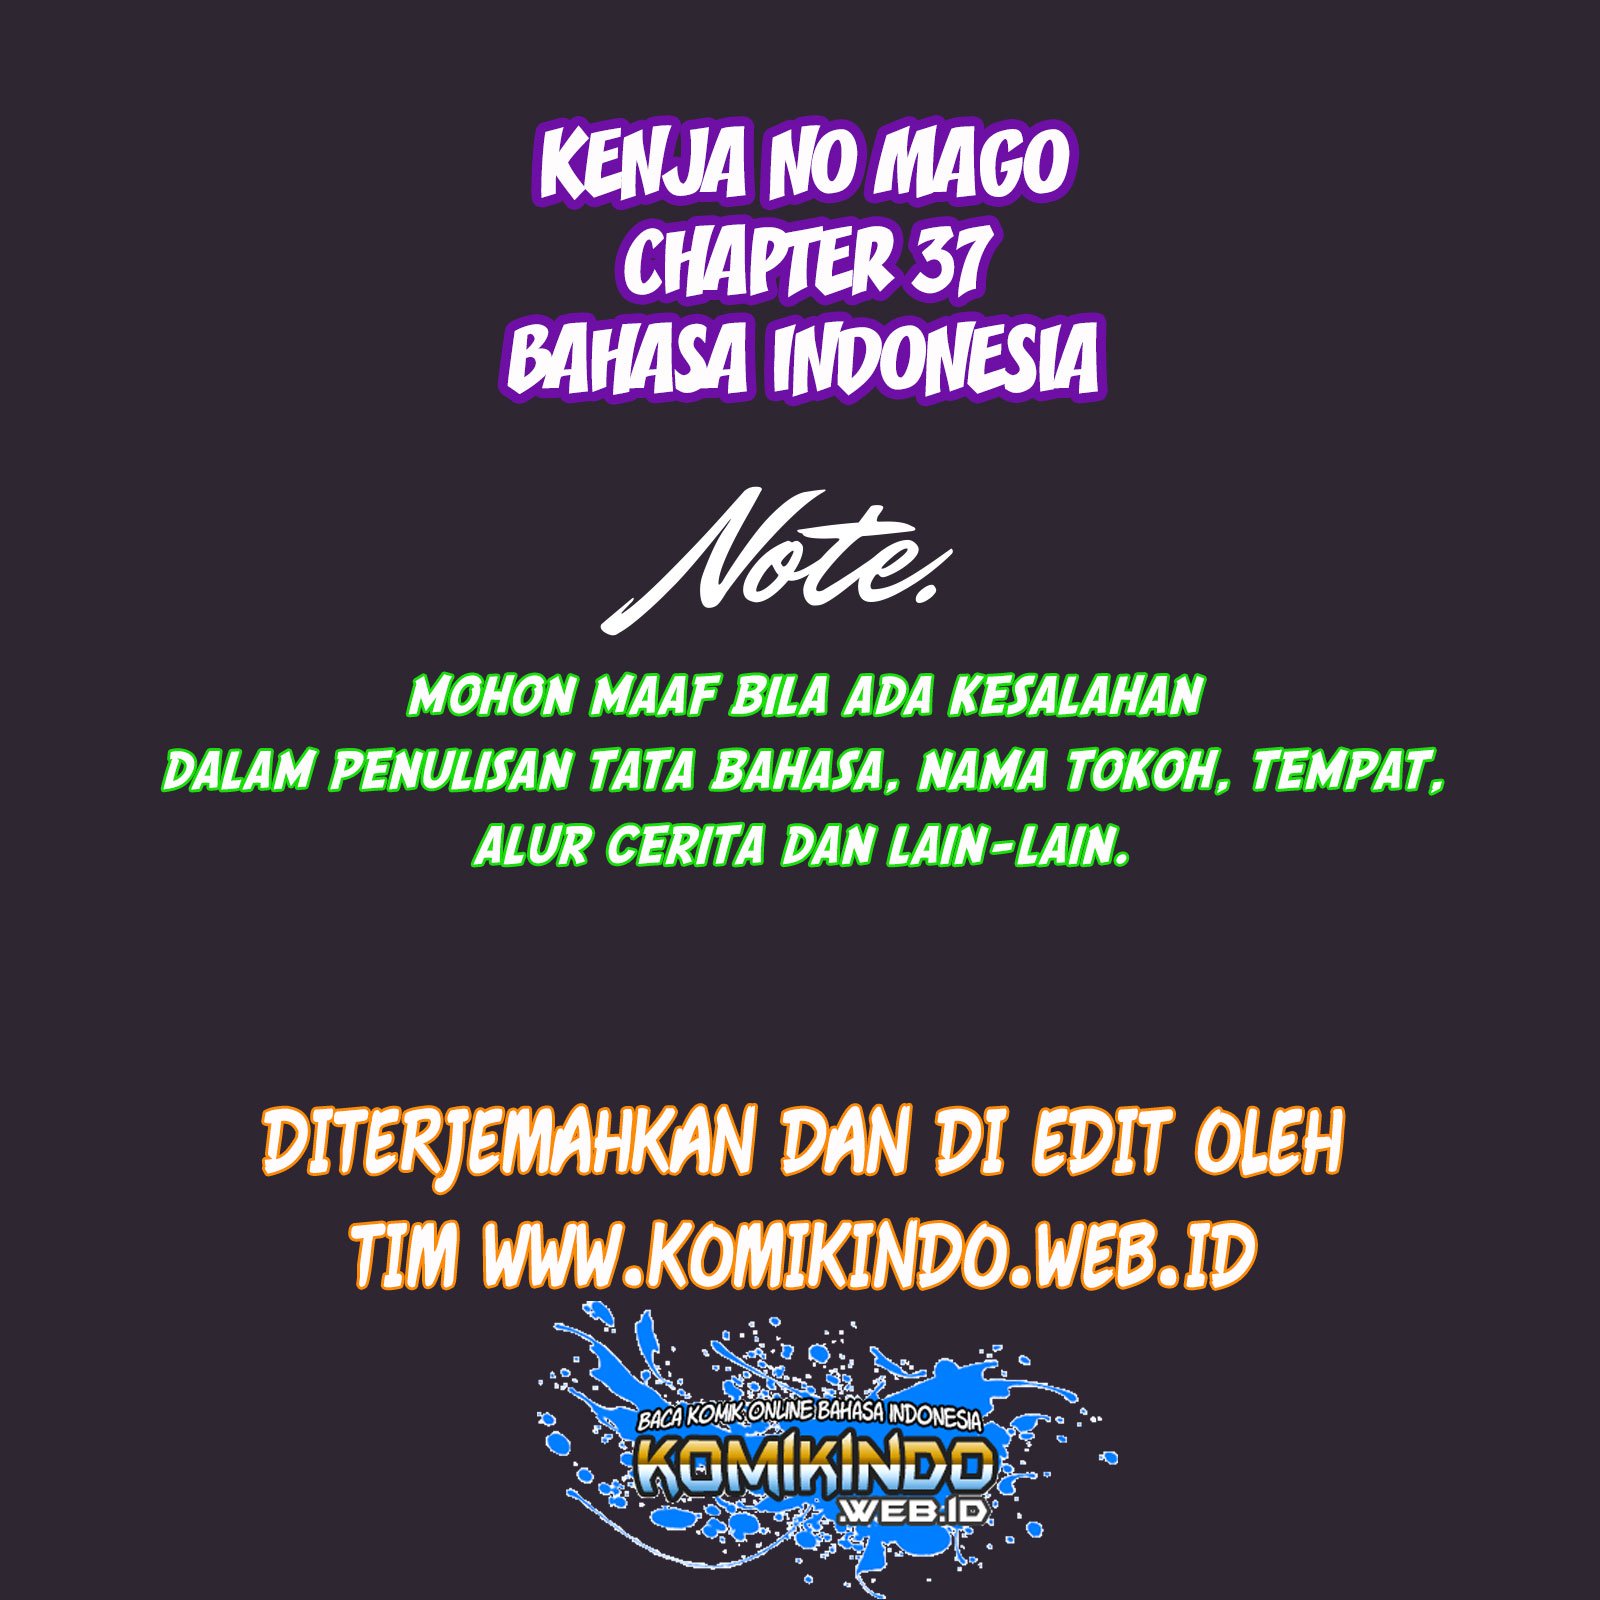 KENJA NO MAGO
CHAPTER 37
BAHASA INDONESIA
Note.
MOHON MAAF BILA ADA KESALAHAN
DALAM PENULISAN TATA BAHASA, NAMA TOKOH, TEMPAT,
ALUR CERITA DAN LAIN-LAIN.
DITERJEMAHKAN DAN DI EDIT OLEH
TIM WWW.KOMIKINDO.WEB.ID
BACA KOMIK ONLINE BAHASA INDONESIA
KOMIKINDO
.WEB.ID